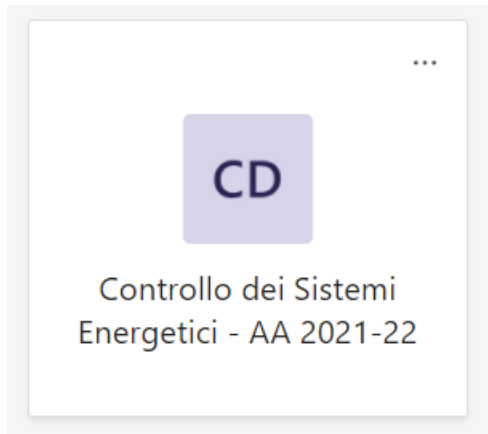 ...
CD
Controllo dei Sistemi
Energetici - AA 2021-22